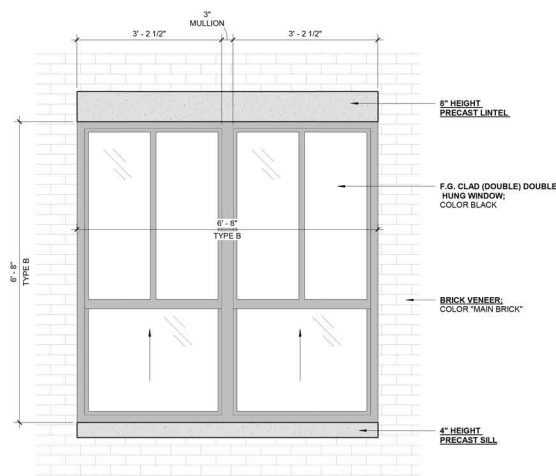 3"
MULLION
3' - 2 1/2"
3' - 2 1/2"
8" HEIGHT
PRECAST LINTEL
F.G. CLAD (DOUBLE) DOUBLE
HUNG WINDOW;
COLOR BLACK
6' - 8"
TYPE B
6' - 8"
TYPE B
BRICK VENEER;
COLOR "MAIN BRICK"
4" HEIGHT
PRECAST SILL